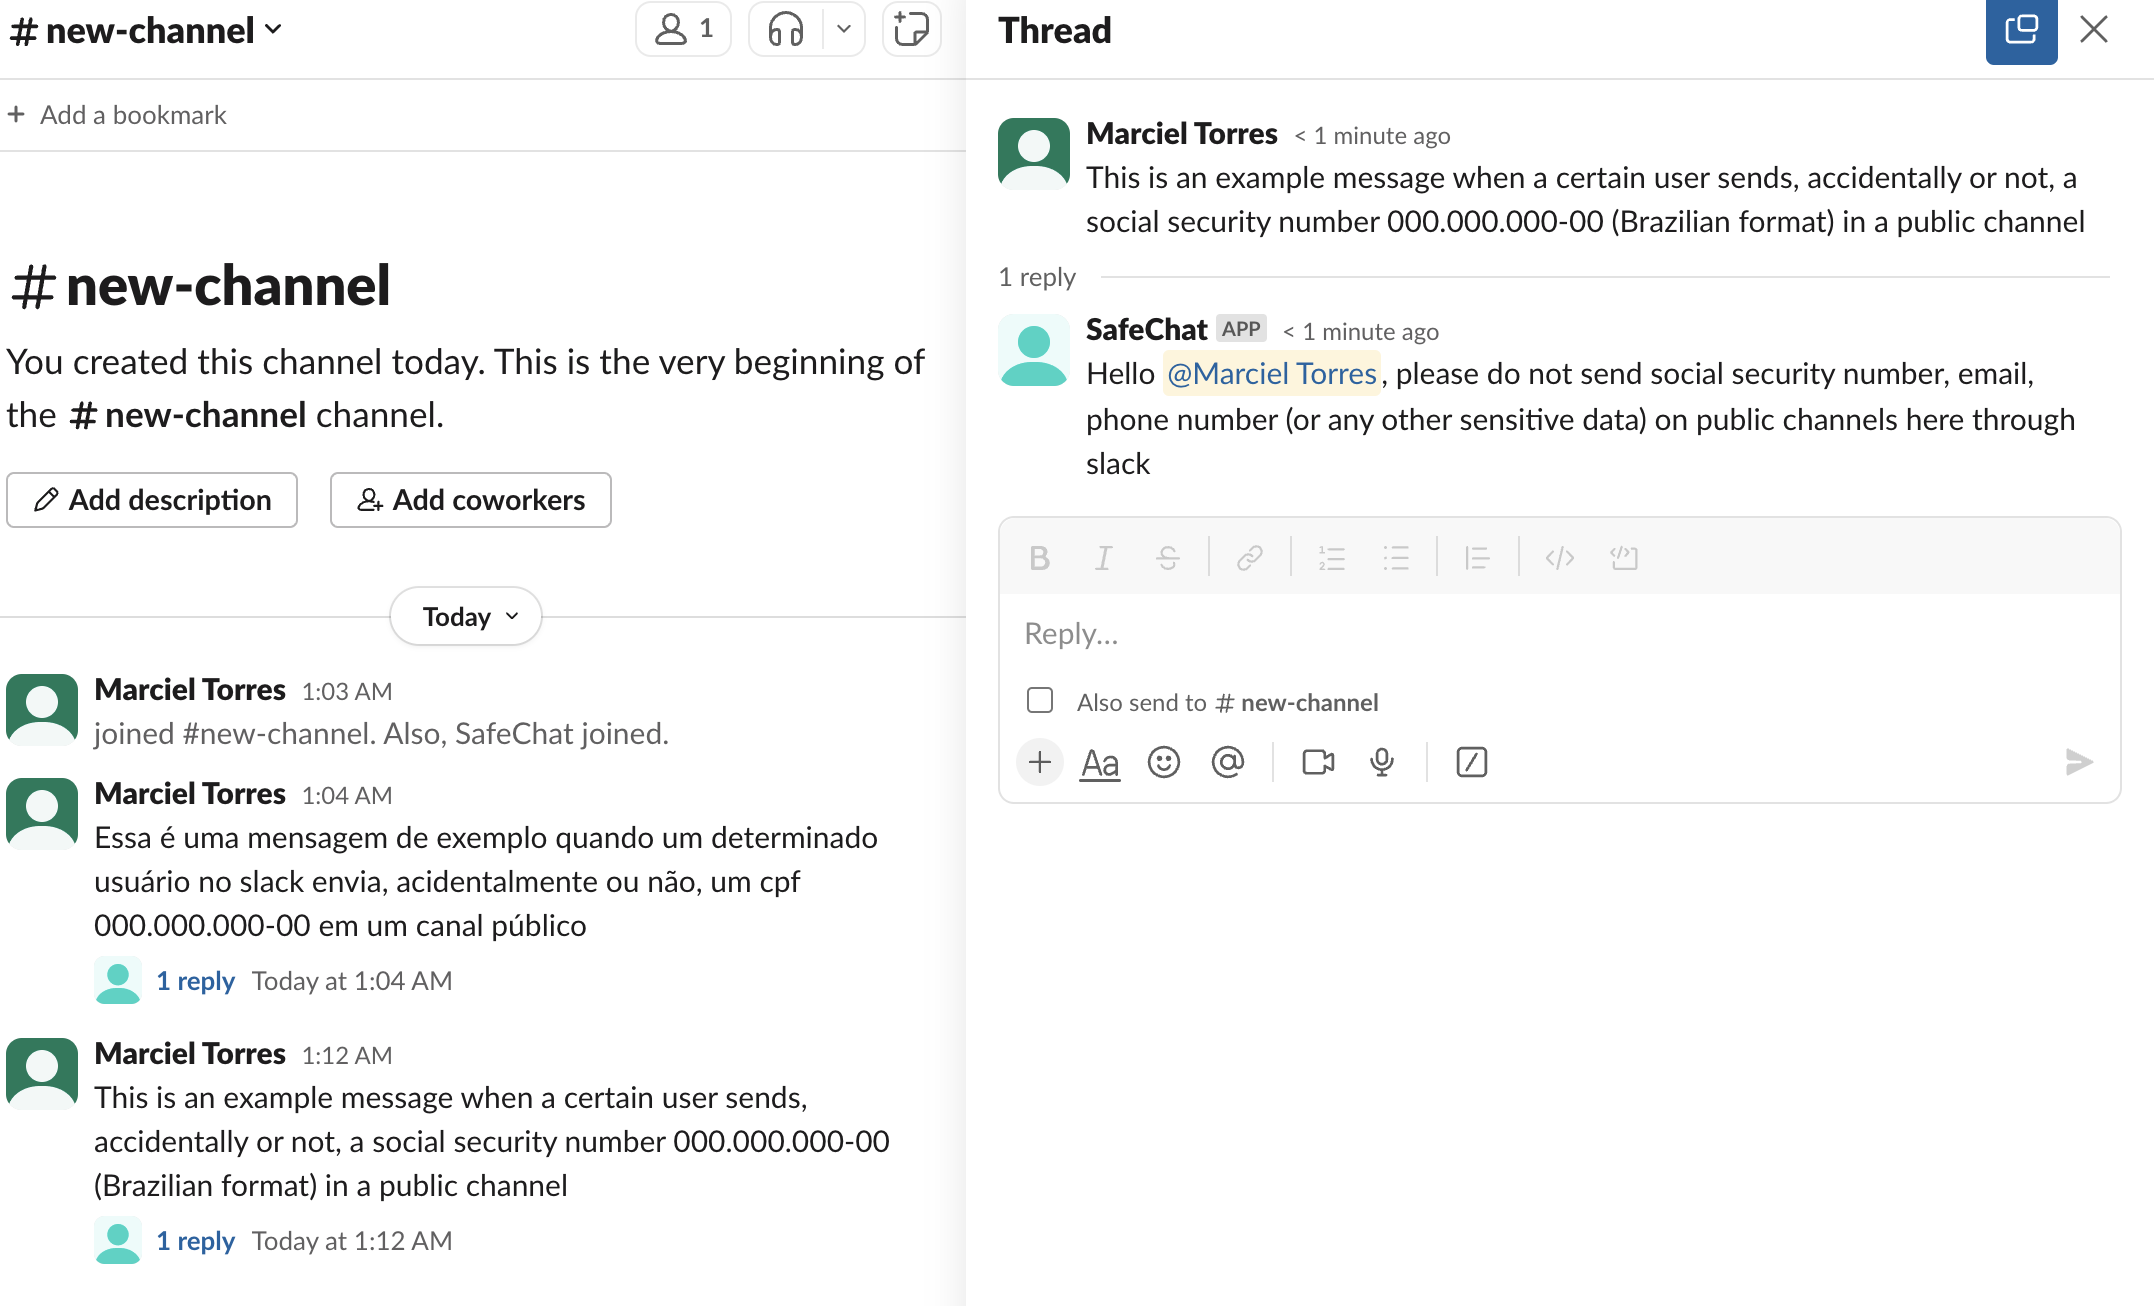 # new-channel
1
Add a bookmark
# new-channel
You created this channel today. This is the very beginning of
the # new-channel channel.
Add description
Add coworkers
Today
Marciel Torres 1:03 AM
joined #new-channel. Also, SafeChat joined.
Marciel Torres 1:04 AM
Essa é uma mensagem de exemplo quando um determinado
usuário no slack envia, acidentalmente ou não, um cpf
000.000.000-00 em um canal público
1 reply Today at 1:04 AM
Marciel Torres 1:12 AM
This is an example message when a certain user sends,
accidentally or not, a social security number 000.000.000-00
(Brazilian format) in a public channel
1 reply Today at 1:12 AM
Thread
Marciel Torres < 1 minute ago
This is an example message when a certain user sends, accidentally or not, a
social security number 000.000.000-00 (Brazilian format) in a public channel
1 reply
SafeChat APP < 1 minute ago
Hello @Marciel Torres, please do not send social security number, email,
phone number (or any other sensitive data) on public channels here through
slack
B I S
Reply...
Also send to # new-channel
Aa